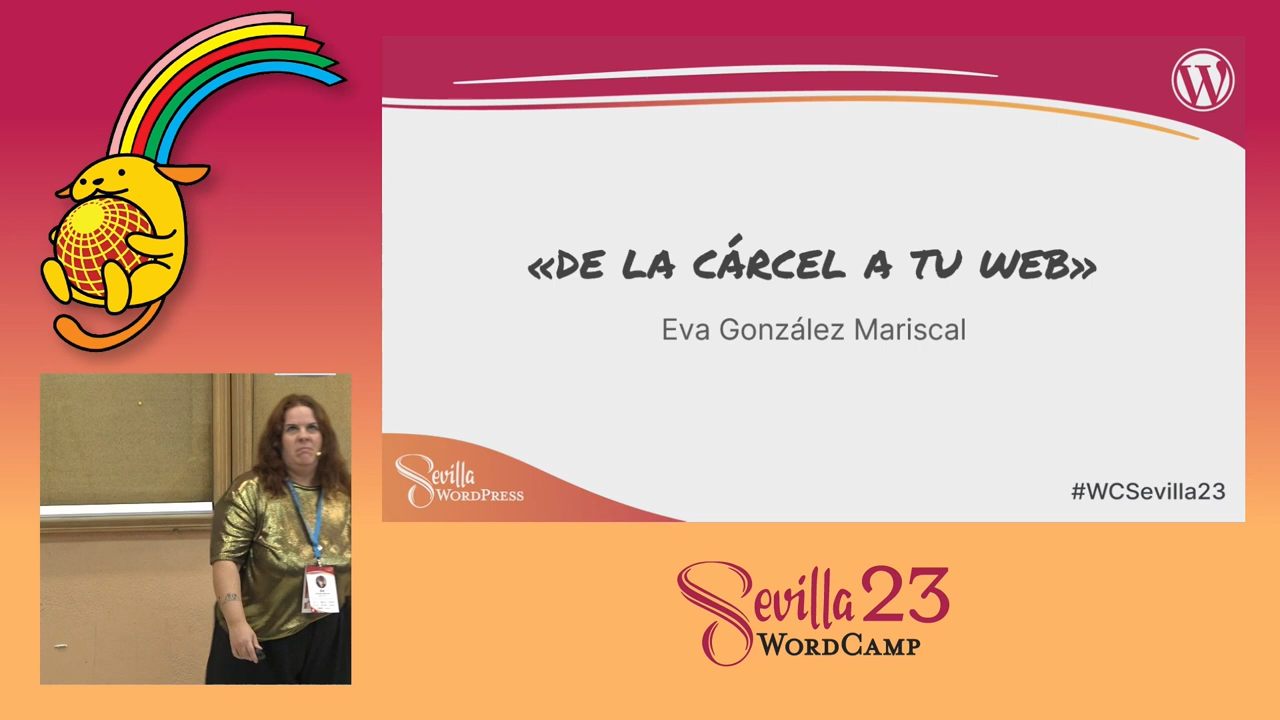 «DE LA CÁRCEL A TU WEB»
Eva González Mariscal
Sevilla
WORDPRESS
#WCSevilla23
Sevilla 23
WORDCAMP